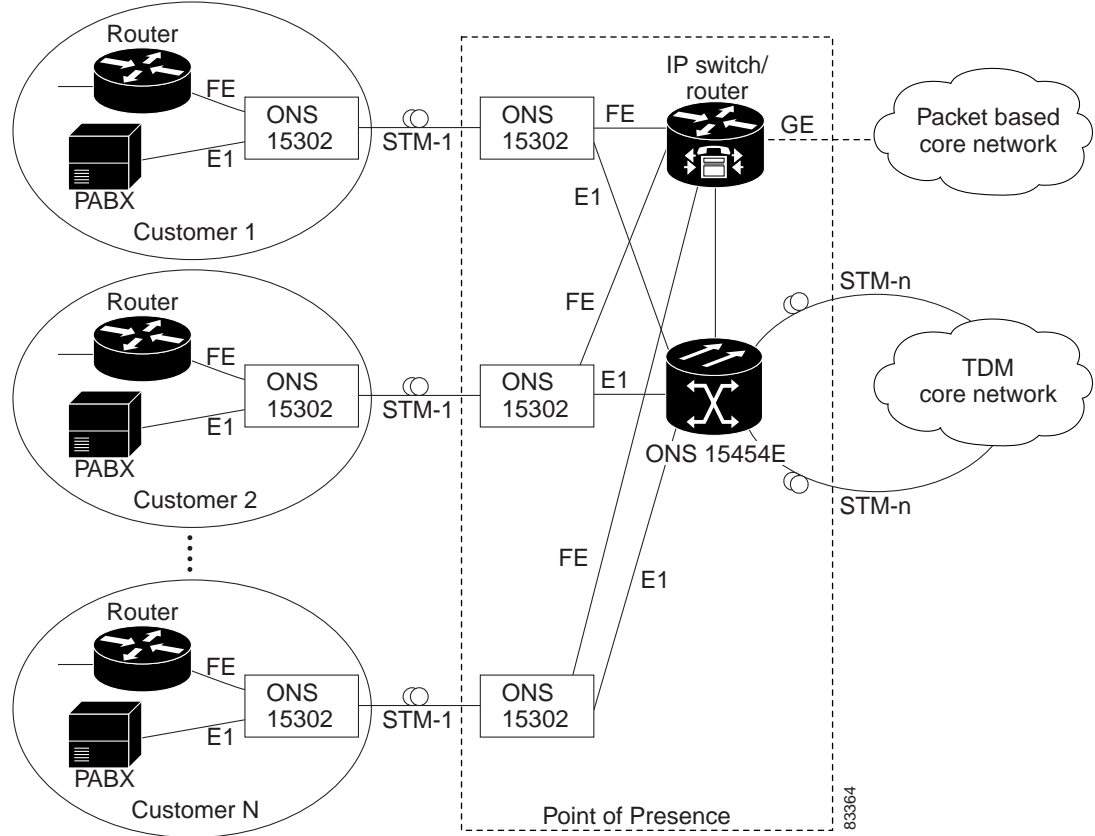 Router
FE
ONS
15302
E1
PABX
Customer 1
STM-1
ONS
15302
FE
E1
IP switch/
router
GE
Packet based
core network
Router
FE
ONS
15302
E1
PABX
Customer 2
STM-1
ONS
15302
FE
E1
ONS 15454E
STM-n
TDM
core network
STM-n
Router
FE
ONS
15302
E1
PABX
Customer N
STM-1
ONS
15302
FE
E1
Point of Presence
83364